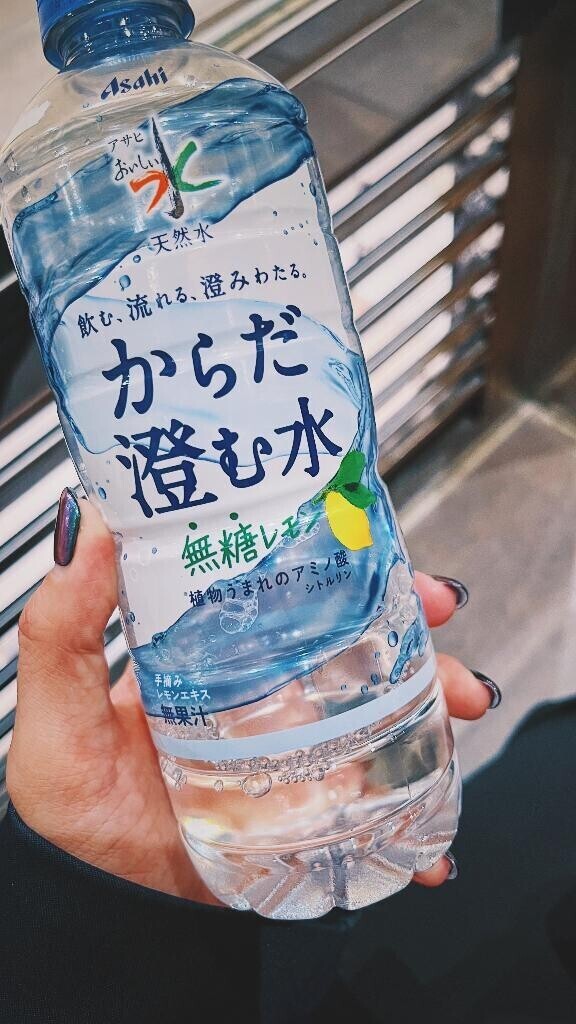 Asahi
アサヒ
おいしい
水
天然水
飲む、流れる、澄みわたる。
からだ
澄む水
無糖レモン
植物うまれのアミノ酸
シトルリン
手摘み
レモンエキス
無果汁